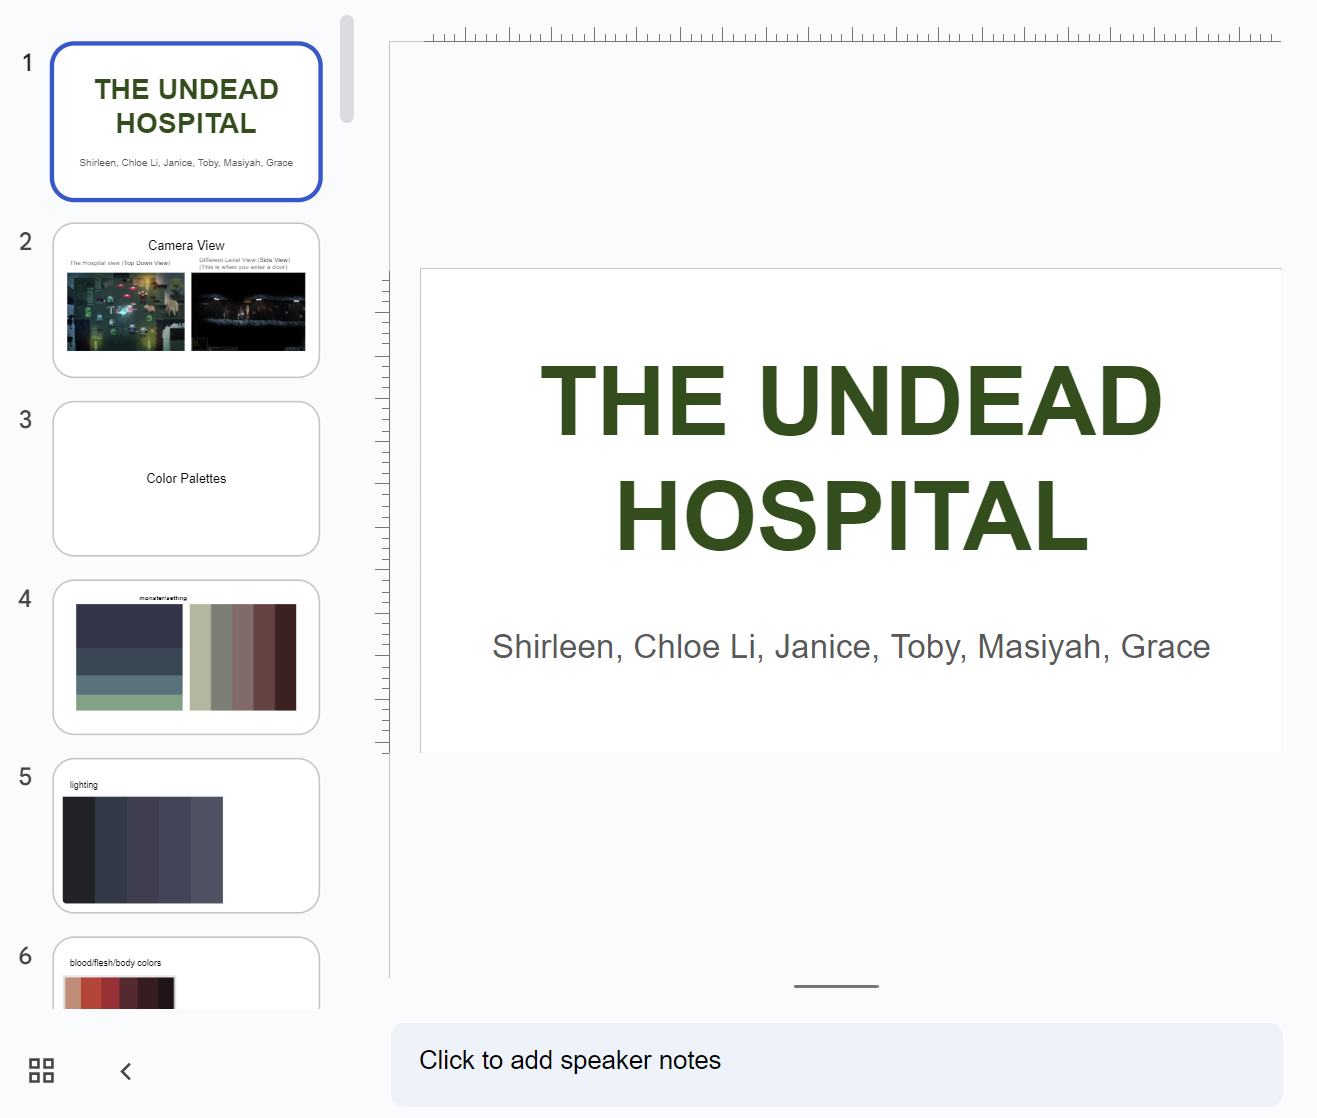 1
THE UNDEAD
HOSPITAL
Shirleen, Chloe Li, Janice, Toby, Masiyah, Grace
2
Camera View
The Hospital view (Top Down View)
Different Level View (Side View)
(This is when you enter a door)
3
Color Palettes
4
monster/setting
5
lighting
6
blood/flesh/body colors
THE UNDEAD
HOSPITAL
Shirleen, Chloe Li, Janice, Toby, Masiyah, Grace
Click to add speaker notes